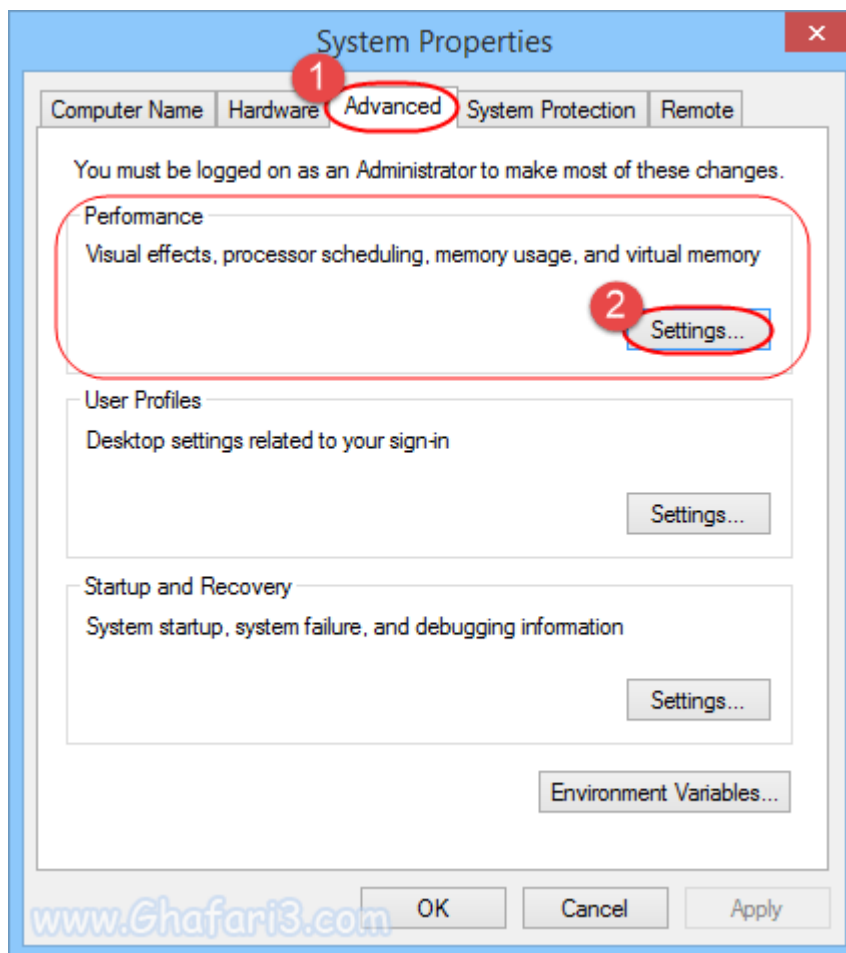 System Properties
1
Computer Name Hardware Advanced System Protection Remote
You must be logged on as an Administrator to make most of these changes.
Performance
Visual effects, processor scheduling, memory usage, and virtual memory
2
Settings...
User Profiles
Desktop settings related to your sign-in
Settings...
Startup and Recovery
System startup, system failure, and debugging information
Settings...
Environment Variables...
OK Cancel Apply
www.Ghafari3.com